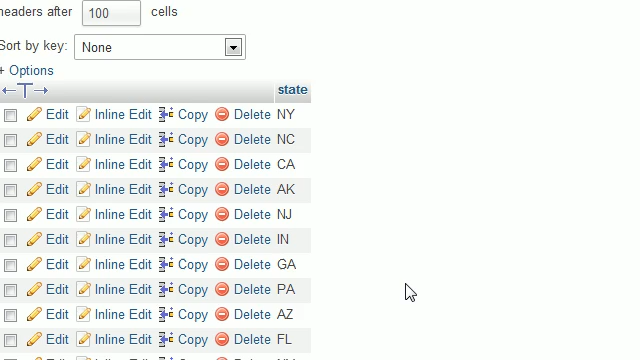 headers after 100 cells
Sort by key: None
+ Options
state
Edit Inline Edit Copy Delete NY
Edit Inline Edit Copy Delete NC
Edit Inline Edit Copy Delete CA
Edit Inline Edit Copy Delete AK
Edit Inline Edit Copy Delete NJ
Edit Inline Edit Copy Delete IN
Edit Inline Edit Copy Delete GA
Edit Inline Edit Copy Delete PA
Edit Inline Edit Copy Delete AZ
Edit Inline Edit Copy Delete FL